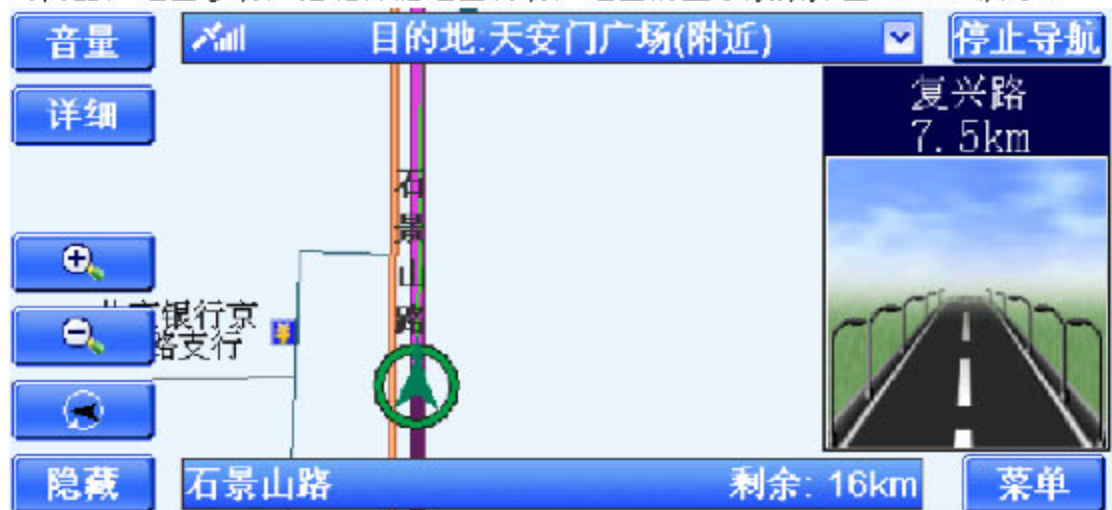 音量
目的地:天安门广场(附近)
停止导航
详细
复兴路
7.5km
石景山路
银行京
路支行
隐藏
石景山路
剩余: 16km
菜单